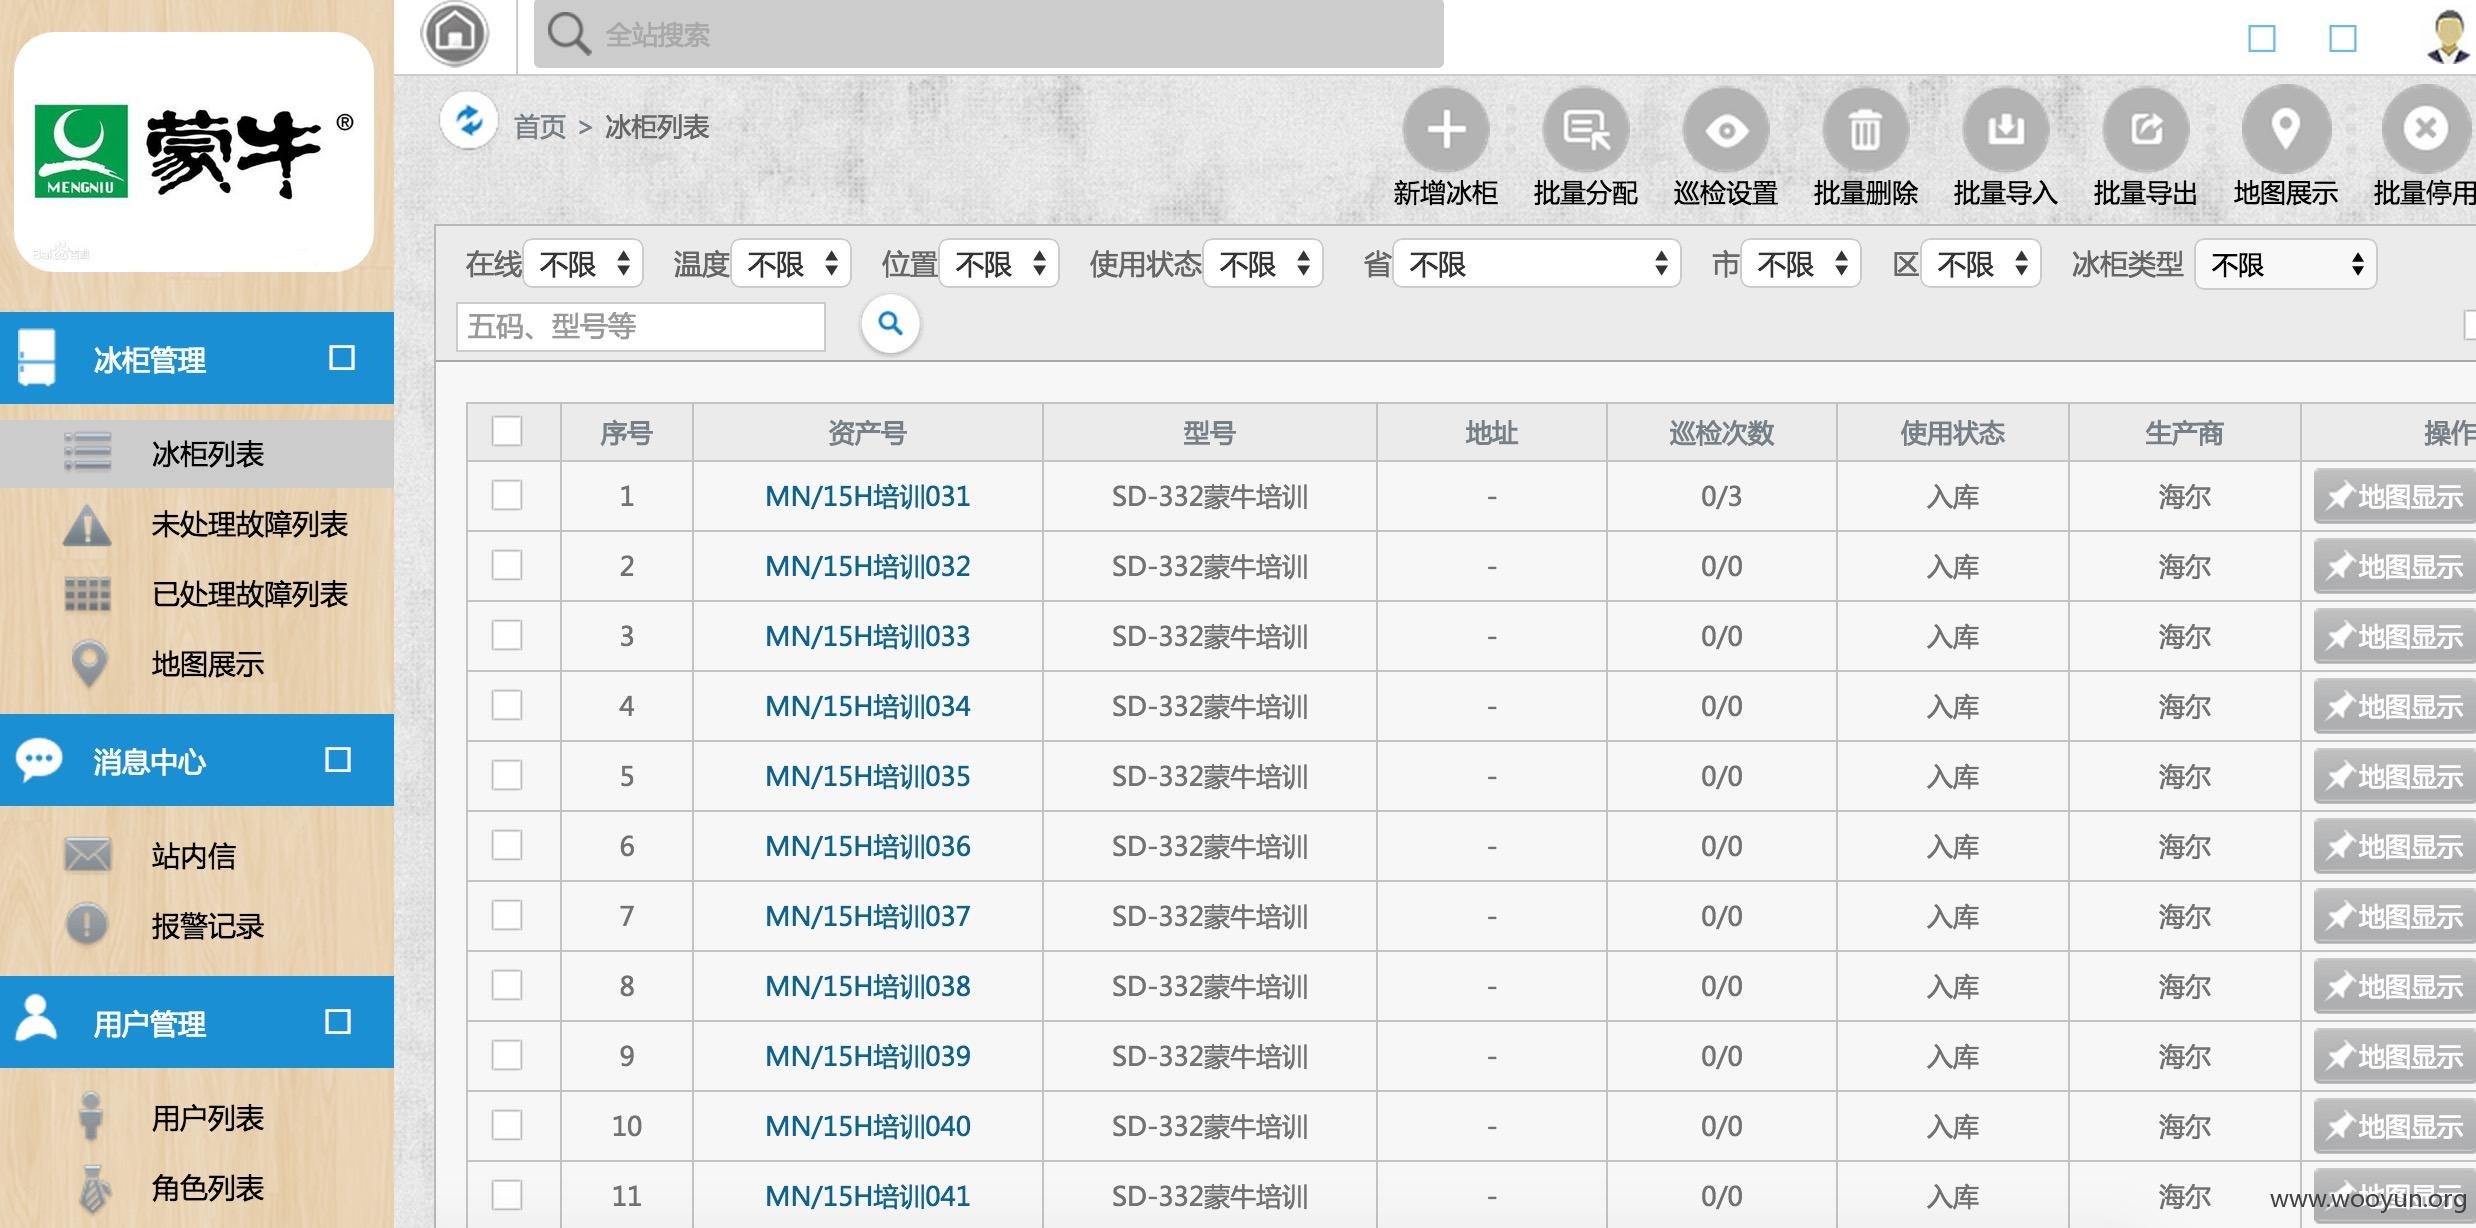 MENGNIU 蒙牛 ®
Bai百科
全站搜索
首页 > 冰柜列表
新增冰柜 批量分配 巡检设置 批量删除 批量导入 批量导出 地图展示 批量停用
在线 不限 温度 不限 位置 不限 使用状态 不限 省 不限 市 不限 区 不限 冰柜类型 不限
五码、型号等
冰柜管理
冰柜列表
未处理故障列表
已处理故障列表
地图展示
消息中心
站内信
报警记录
用户管理
用户列表
角色列表
序号 资产号 型号 地址 巡检次数 使用状态 生产商 操作
1 MN/15H培训031 SD-332蒙牛培训 - 0/3 入库 海尔 地图显示
2 MN/15H培训032 SD-332蒙牛培训 - 0/0 入库 海尔 地图显示
3 MN/15H培训033 SD-332蒙牛培训 - 0/0 入库 海尔 地图显示
4 MN/15H培训034 SD-332蒙牛培训 - 0/0 入库 海尔 地图显示
5 MN/15H培训035 SD-332蒙牛培训 - 0/0 入库 海尔 地图显示
6 MN/15H培训036 SD-332蒙牛培训 - 0/0 入库 海尔 地图显示
7 MN/15H培训037 SD-332蒙牛培训 - 0/0 入库 海尔 地图显示
8 MN/15H培训038 SD-332蒙牛培训 - 0/0 入库 海尔 地图显示
9 MN/15H培训039 SD-332蒙牛培训 - 0/0 入库 海尔 地图显示
10 MN/15H培训040 SD-332蒙牛培训 - 0/0 入库 海尔 地图显示
11 MN/15H培训041 SD-332蒙牛培训 - 0/0 入库 海尔 地图显示
www.wooyun.org